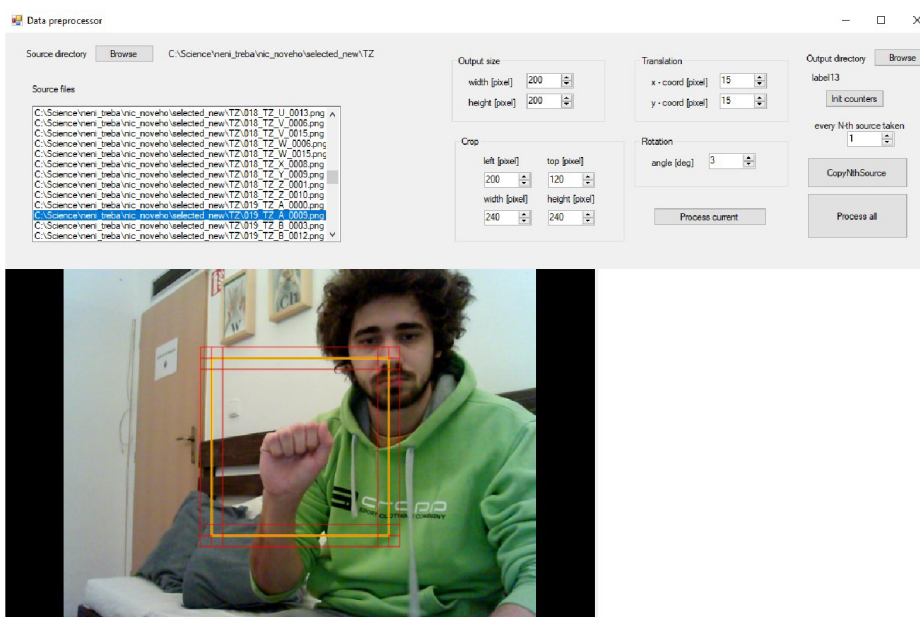 Data preprocessor
Source directory
Browse
C:\Science\neni_treba\nic_noveho\selected_new\TZ
Source files
C:\Science\neni_treba\nic_noveho\selected_new\TZ\018_TZ_U_0013.png
C:\Science\neni_treba\nic_noveho\selected_new\TZ\018_TZ_V_0006.png
C:\Science\neni_treba\nic_noveho\selected_new\TZ\018_TZ_V_0015.png
C:\Science\neni_treba\nic_noveho\selected_new\TZ\018_TZ_W_0006.png
C:\Science\neni_treba\nic_noveho\selected_new\TZ\018_TZ_W_0015.png
C:\Science\neni_treba\nic_noveho\selected_new\TZ\018_TZ_X_0008.png
C:\Science\neni_treba\nic_noveho\selected_new\TZ\018_TZ_Y_0009.png
C:\Science\neni_treba\nic_noveho\selected_new\TZ\018_TZ_Z_0001.png
C:\Science\neni_treba\nic_noveho\selected_new\TZ\018_TZ_Z_0010.png
C:\Science\neni_treba\nic_noveho\selected_new\TZ\019_TZ_A_0000.png
C:\Science\neni_treba\nic_noveho\selected_new\TZ\019_TZ_A_0009.png
C:\Science\neni_treba\nic_noveho\selected_new\TZ\019_TZ_B_0003.png
C:\Science\neni_treba\nic_noveho\selected_new\TZ\019_TZ_B_0012.png
Output size
width [pixel] 200
height [pixel] 200
Crop
left [pixel] top [pixel]
200 120
width [pixel] height [pixel]
240 240
Translation
x - coord [pixel] 15
y - coord [pixel] 15
Rotation
angle [deg] 3
Process current
Output directory
Browse
label13
Init counters
every N-th source taken
1
CopyNthSource
Process all
W
Ch
CLOTHING COMPANY